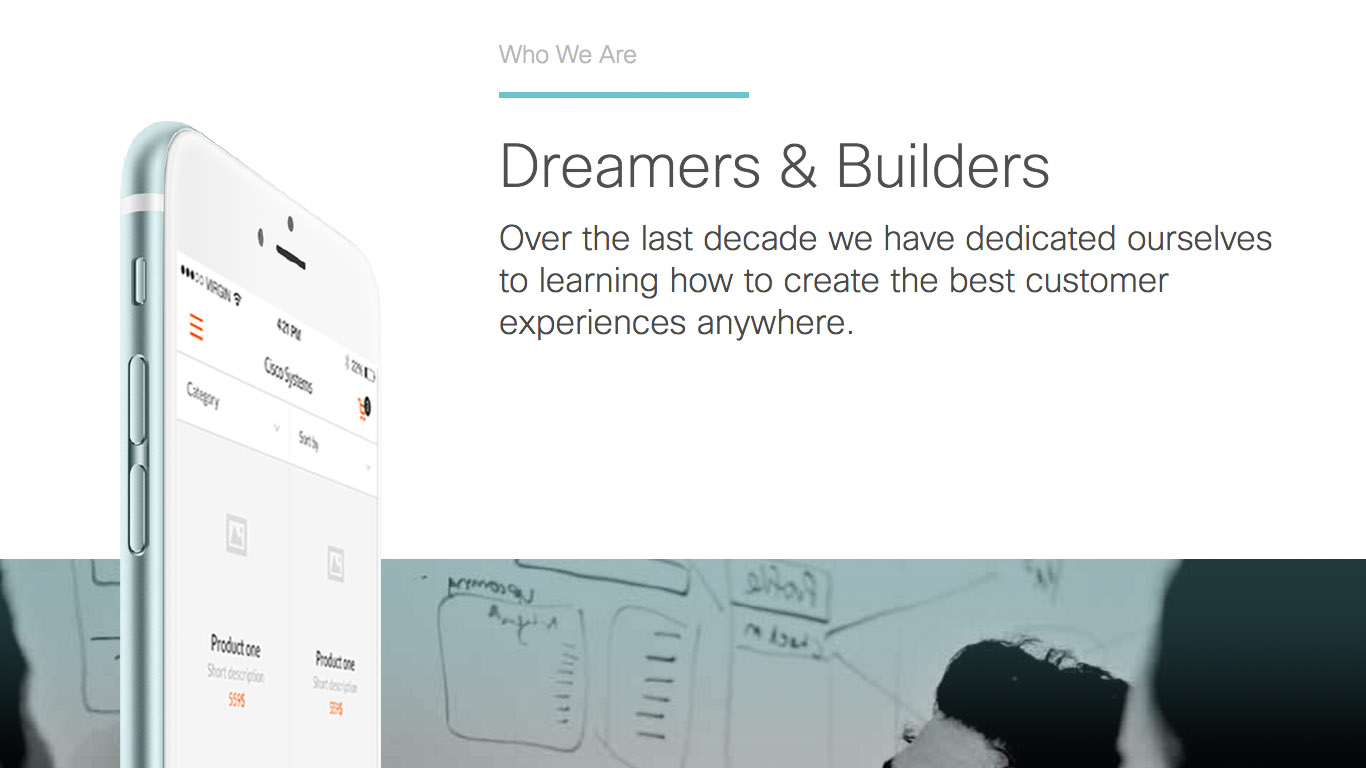 Who We Are
Dreamers & Builders
Over the last decade we have dedicated ourselves
to learning how to create the best customer
experiences anywhere.
VIRGIN
4:21 PM
22%
Cisco Systems
Category
Sort by
Product one
Short description
559$
Product one
Short description
559$
Upcoming
Profile
Check in